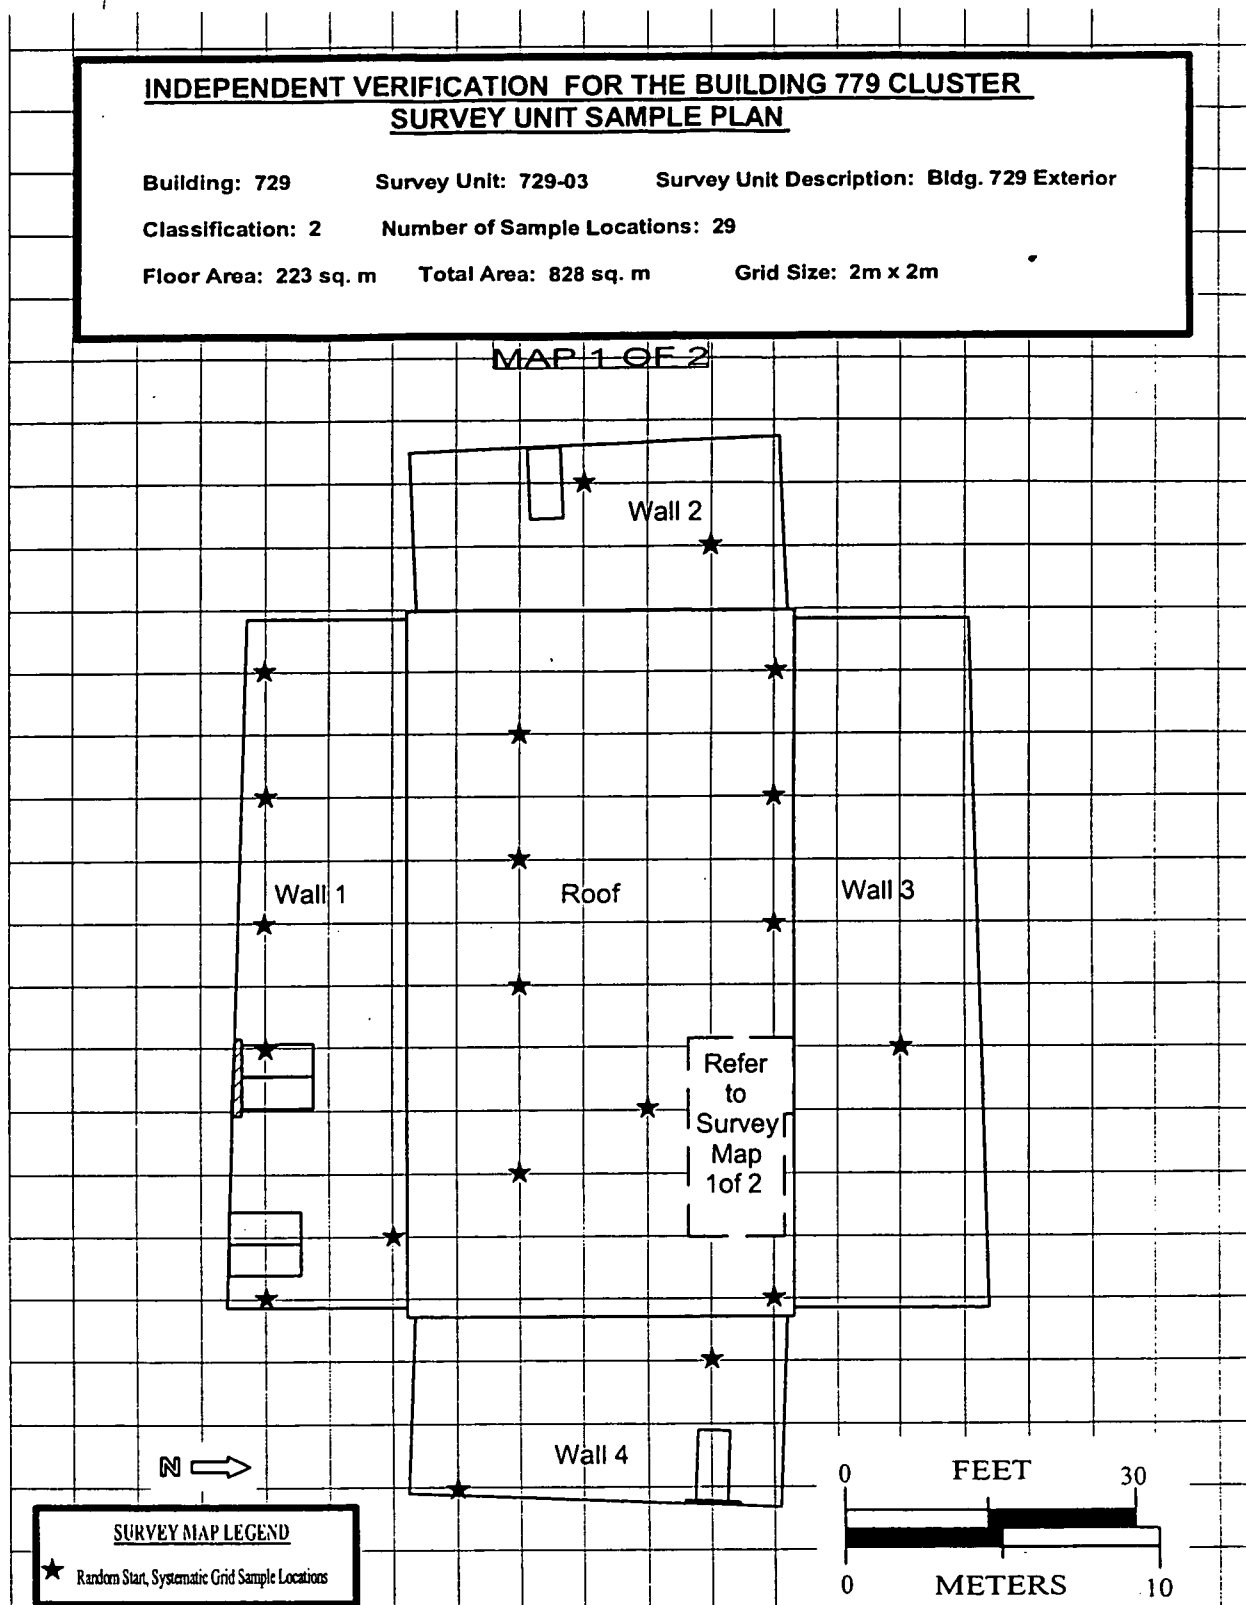 INDEPENDENT VERIFICATION FOR THE BUILDING 779 CLUSTER
SURVEY UNIT SAMPLE PLAN
Building: 729 Survey Unit: 729-03 Survey Unit Description: Bldg. 729 Exterior
Classification: 2 Number of Sample Locations: 29
Floor Area: 223 sq. m Total Area: 828 sq. m Grid Size: 2m x 2m
MAP 1 OF 2
Wall 2
Wall 1
Roof
Wall 3
Refer
to
Survey
Map
1of 2
Wall 4
N
0 FEET 30
0 METERS 10
SURVEY MAP LEGEND
Random Start, Systematic Grid Sample Locations